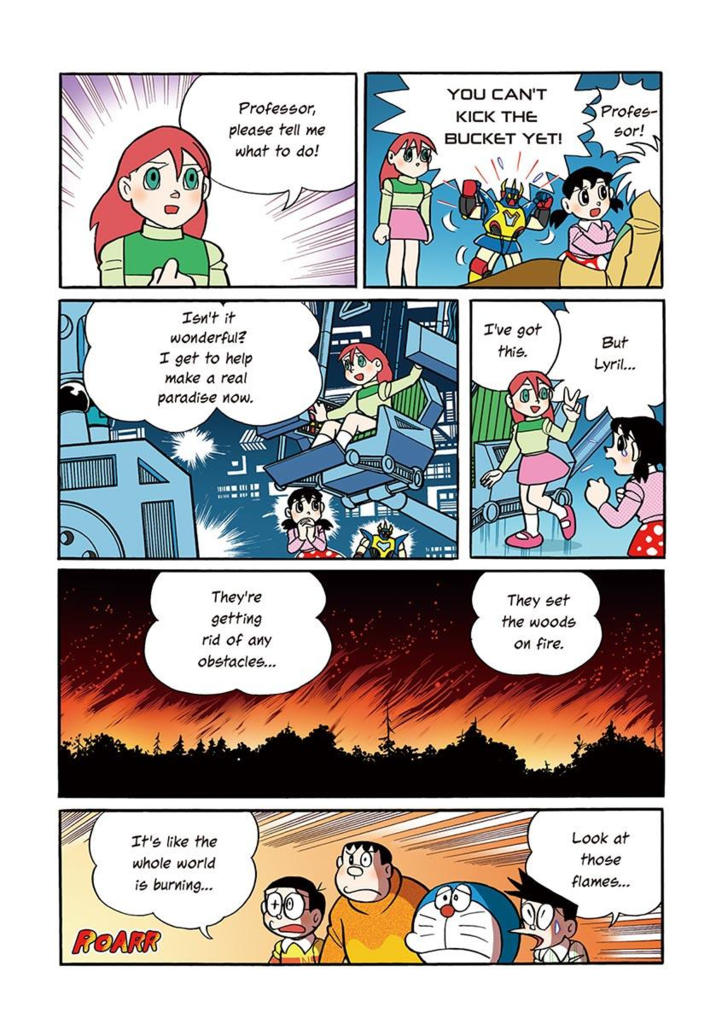 Profes-
sor!
YOU CAN'T
KICK THE
BUCKET YET!
Professor,
please tell me
what to do!
But
Lyril...
I've got
this.
Isn't it
wonderful?
I get to help
make a real
paradise now.
They set
the woods
on fire.
They're
getting
rid of any
obstacles...
Look at
those
flames...
It's like the
whole world
is burning...
ROARR